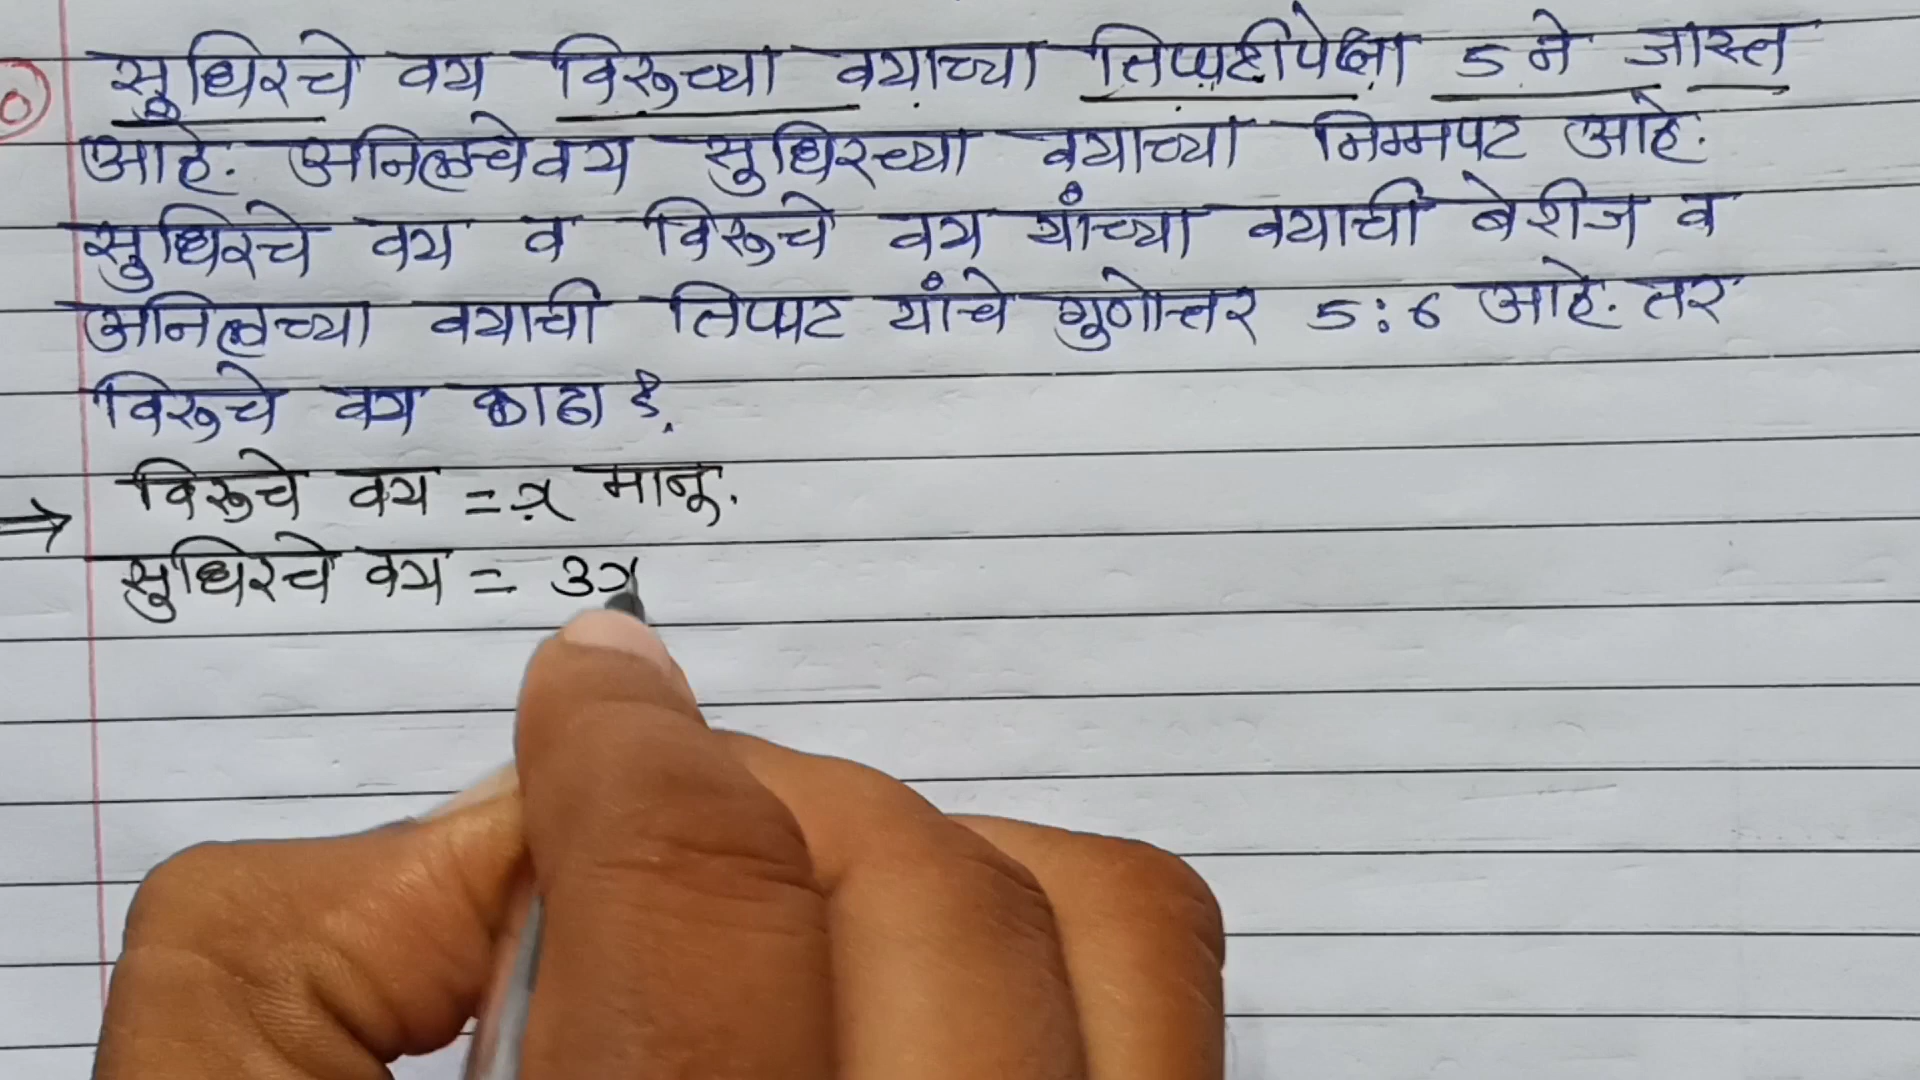 सुधिरचे वय विरूच्या वयाच्या तिप्पटीपेक्षा 5 ने जास्त
आहे. अनिलचे वय सुधिरच्या वयाच्या निम्मपट आहे.
सुधिरचे वय व विरूचे वय यांच्या वयाची बेरीज व
अनिलच्या वयाची तिप्पट यांचे गुणोत्तर 5:6 आहे. तर
विरूचे वय काढा ?.
⇒ विरूचे वय = x मानू.
सुधिरचे वय = 3x